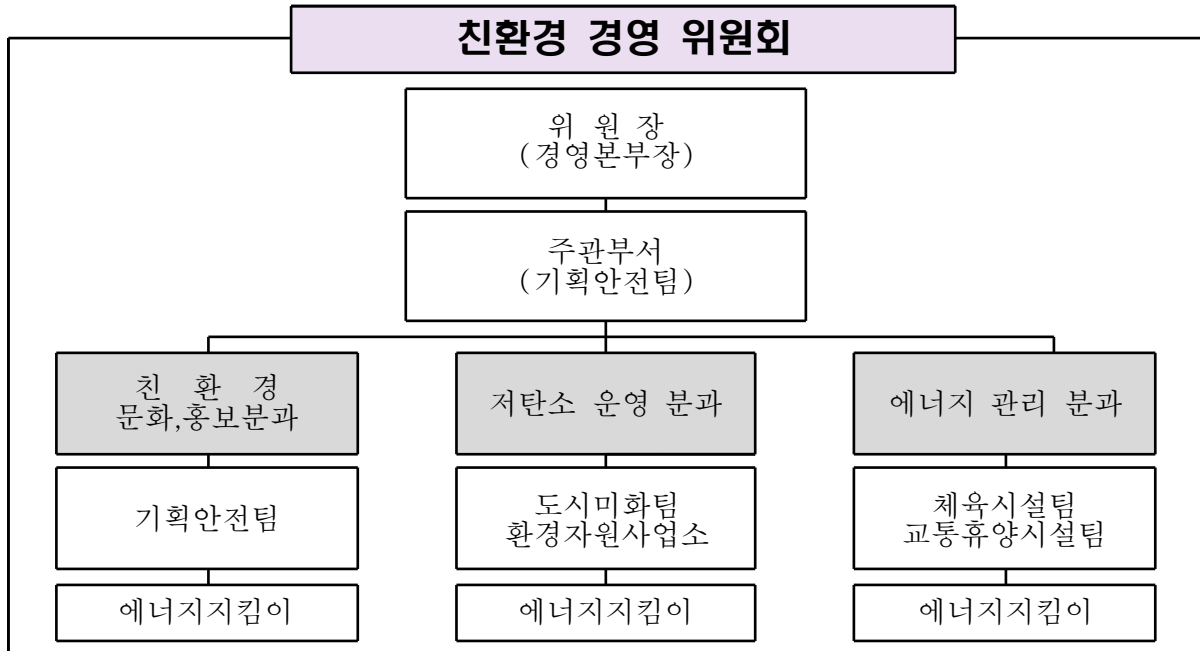 친환경 경영 위원회
위 원 장
(경영본부장)
주관부서
(기획안전팀)
친 환 경
문화,홍보분과
저탄소 운영 분과
에너지 관리 분과
기획안전팀
도시미화팀
환경자원사업소
체육시설팀
교통휴양시설팀
에너지지킴이
에너지지킴이
에너지지킴이